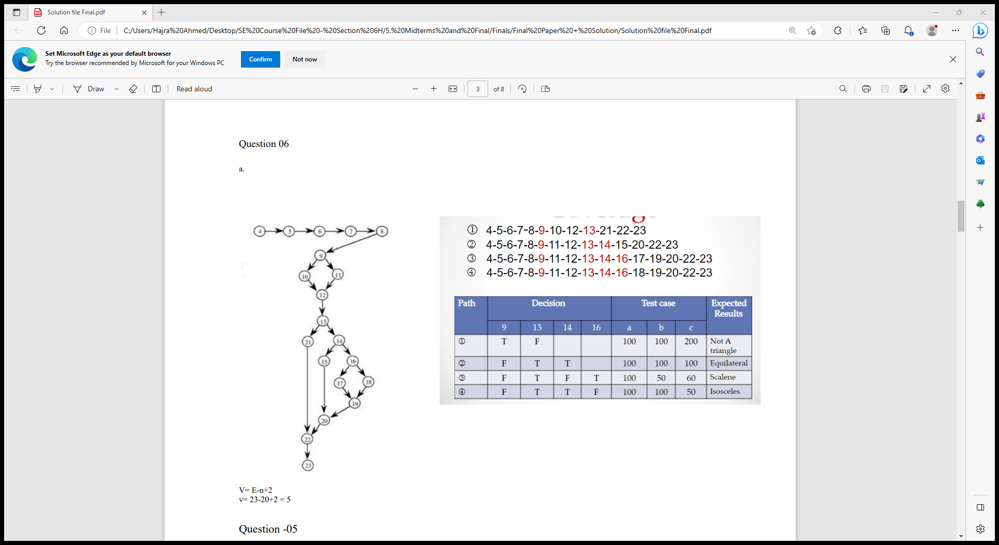 Solution file Final.pdf
File
C:/Users/Hajra%20Ahmed/Desktop/SE%20Course%20File%20-%20Section%206H/5.%20Midterms%20and%20Final/Finals/Final%20Paper%20+%20Solution/Solution%20file%20Final.pdf
Set Microsoft Edge as your default browser
Try the browser recommended by Microsoft for your Windows PC
Confirm
Not now
Draw
Read aloud
3 of 8
Question 06
a.
4 5 6 7 8
9
10 11
12
13
21 14
15 16
17 18
19
20
22
23
① 4-5-6-7-8-9-10-12-13-21-22-23
② 4-5-6-7-8-9-11-12-13-14-15-20-22-23
③ 4-5-6-7-8-9-11-12-13-14-16-17-19-20-22-23
④ 4-5-6-7-8-9-11-12-13-14-16-18-19-20-22-23
Path Decision Test case Expected Results
9 13 14 16 a b c
① T F 100 100 200 Not A triangle
② F T T 100 100 100 Equilateral
③ F T F T 100 50 60 Scalene
④ F T T F 100 100 50 Isosceles
V= E-n+2
v= 23-20+2 = 5
Question -05